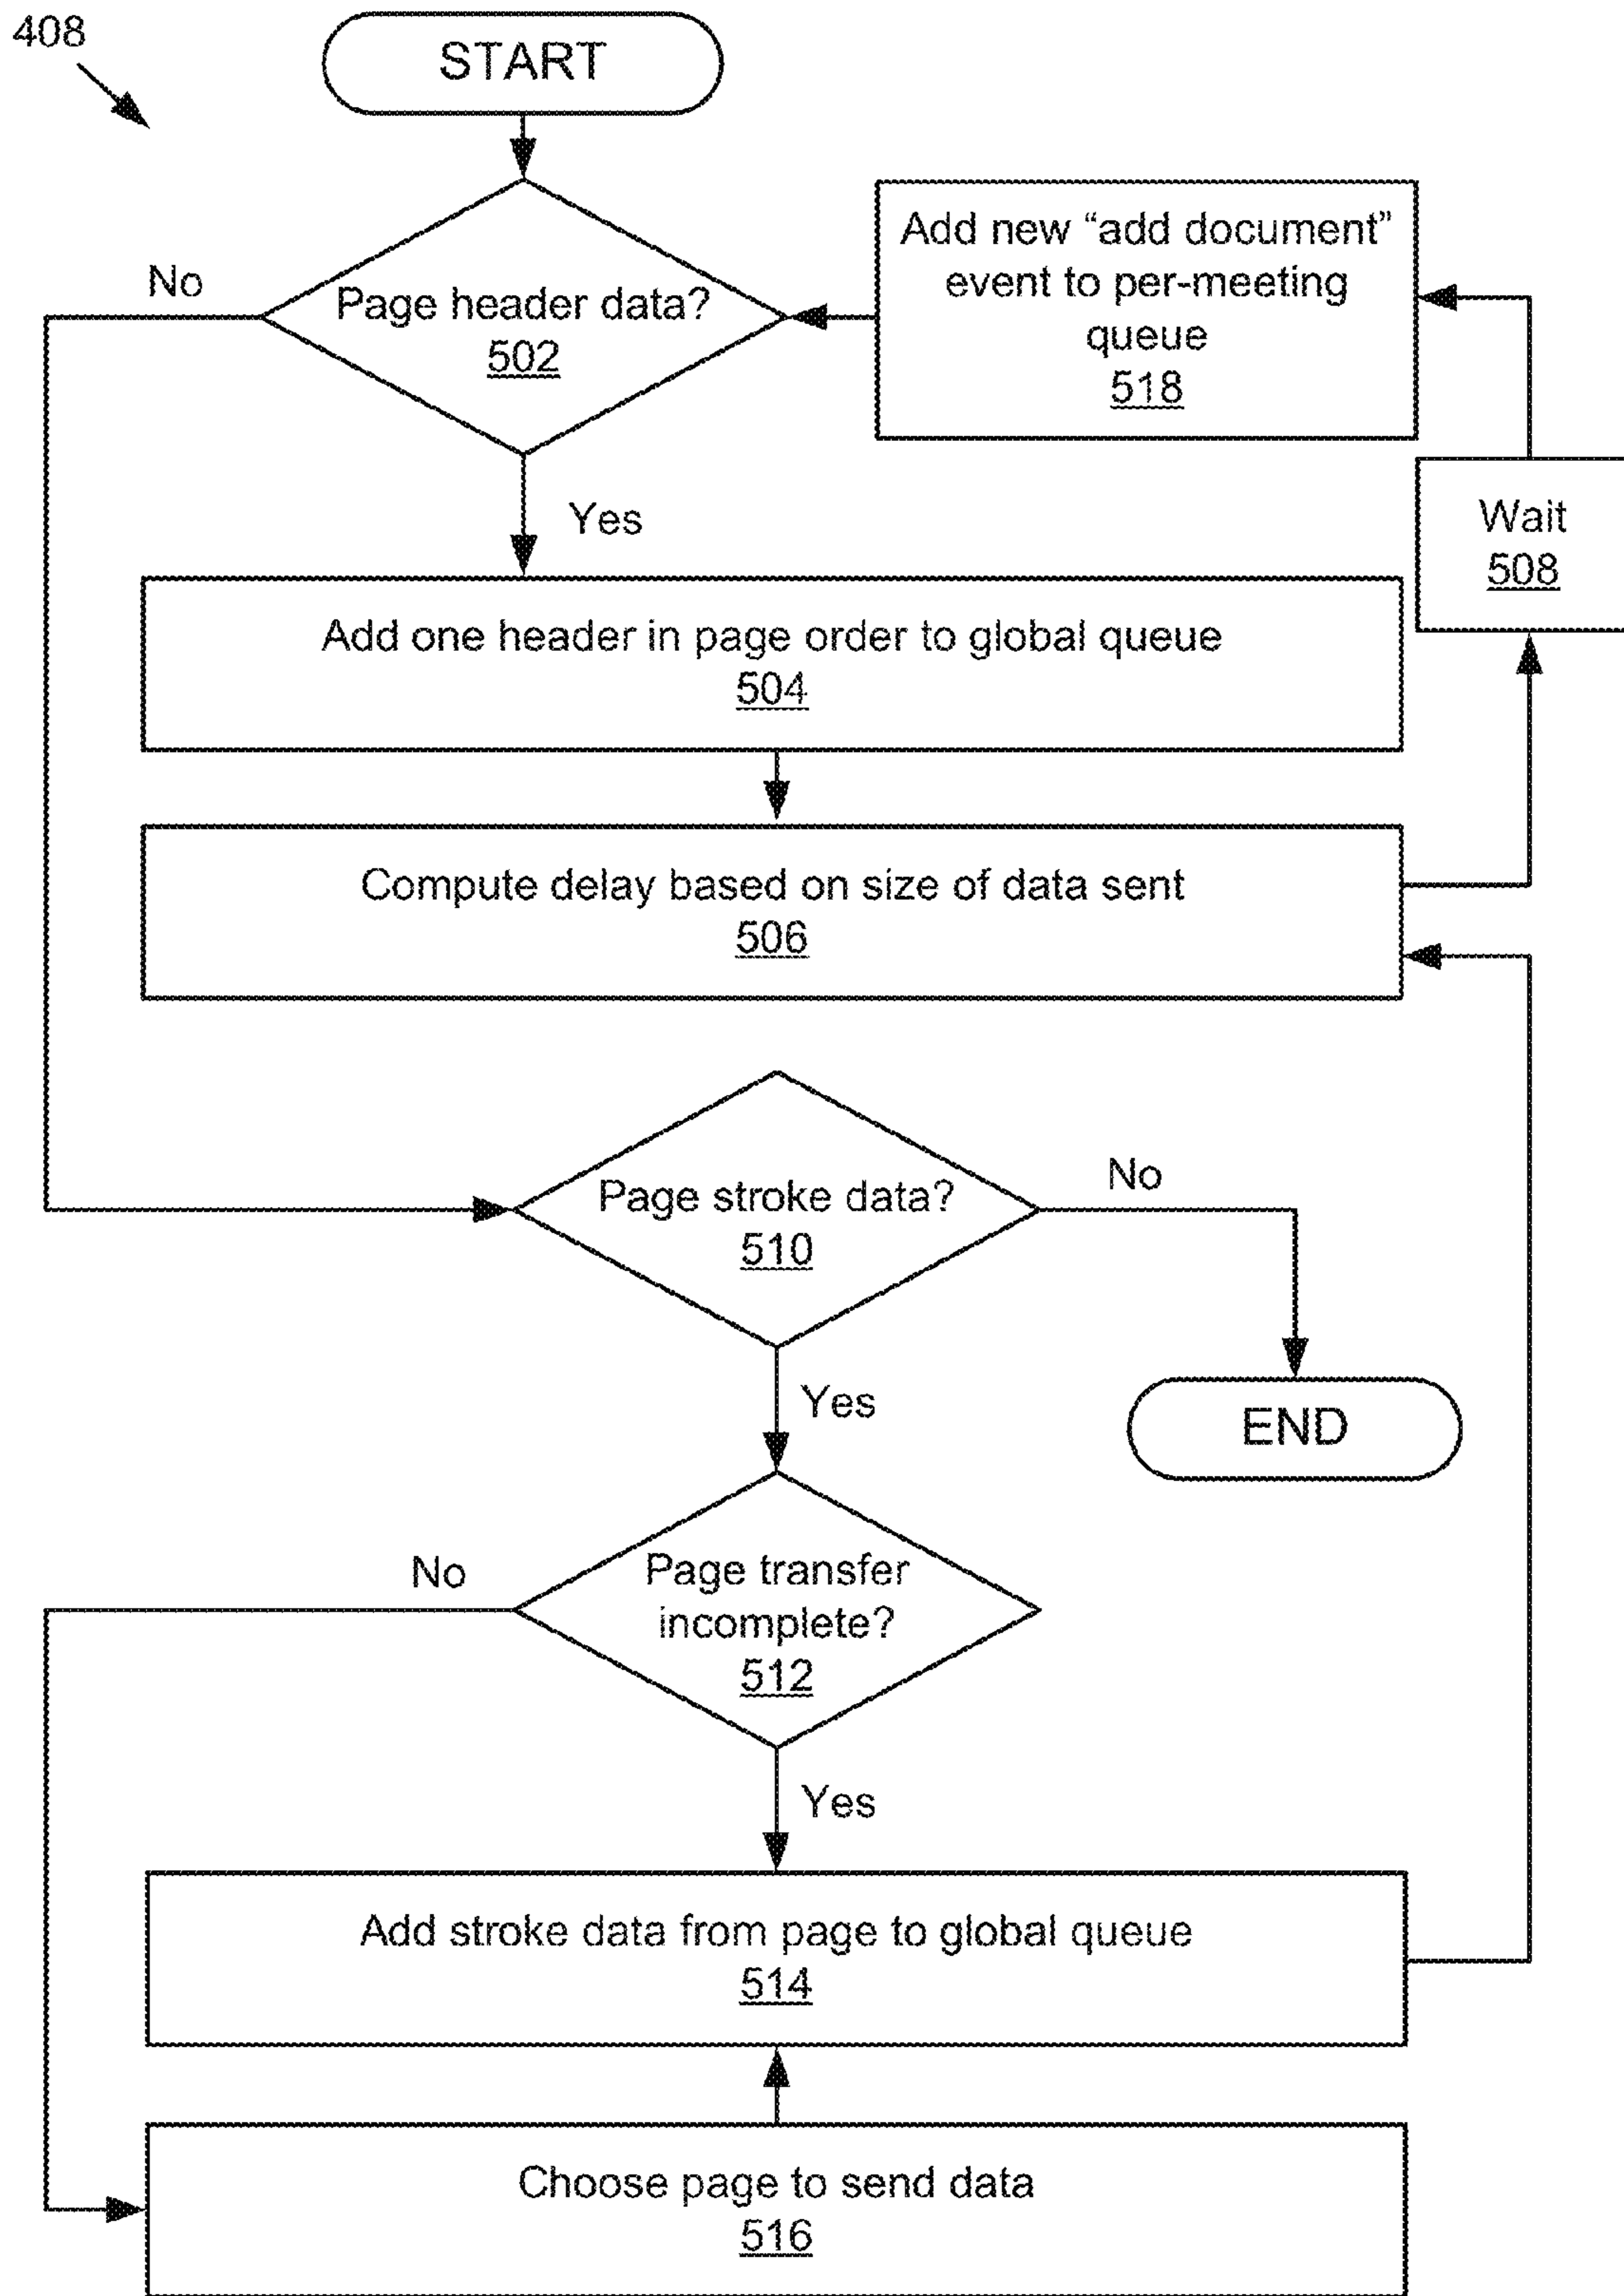 408
START
Page header data?
502
No
Yes
Add new “add document”
event to per-meeting
queue
518
Wait
508
Add one header in page order to global queue
504
Compute delay based on size of data sent
506
Page stroke data?
510
No
Yes
END
Page transfer
incomplete?
512
No
Yes
Add stroke data from page to global queue
514
Choose page to send data
516